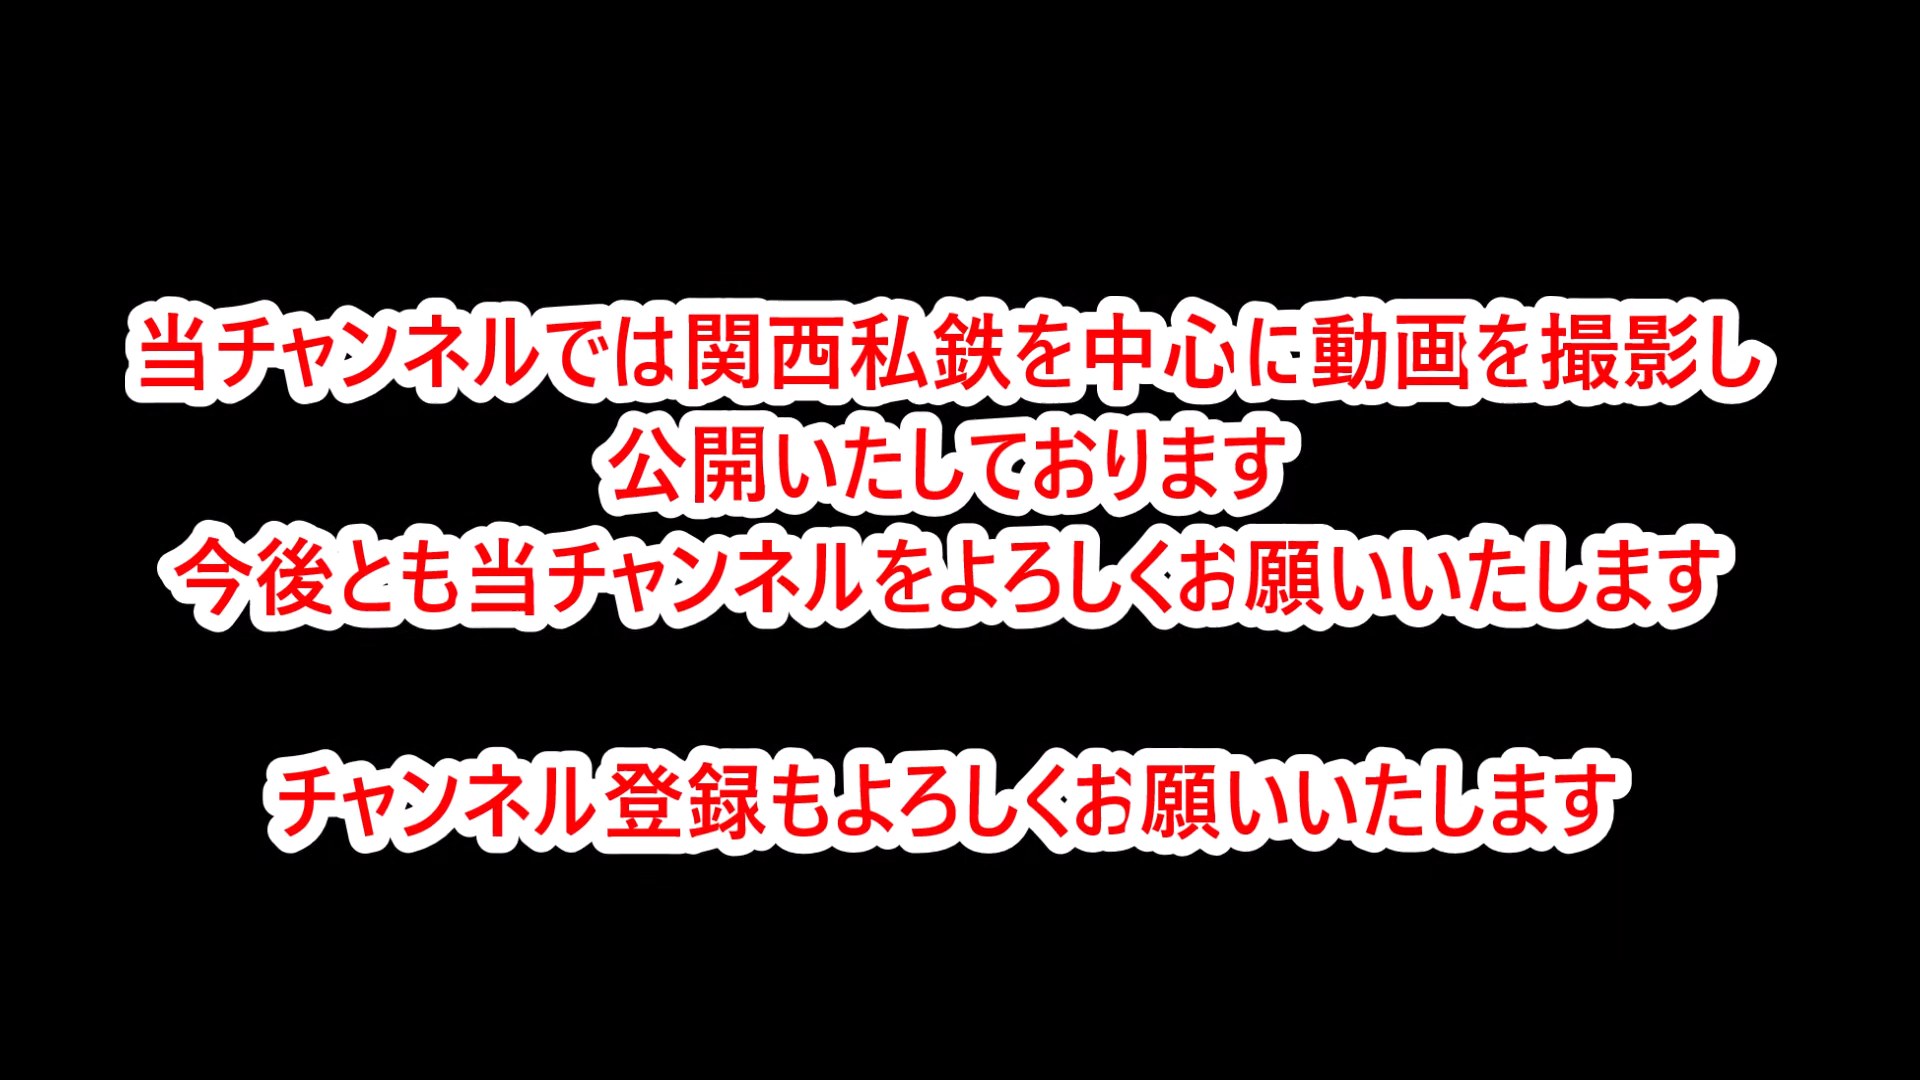 当チャンネルでは関西私鉄を中心に動画を撮影し
公開いたしております
今後とも当チャンネルをよろしくお願いいたします
チャンネル登録もよろしくお願いいたします